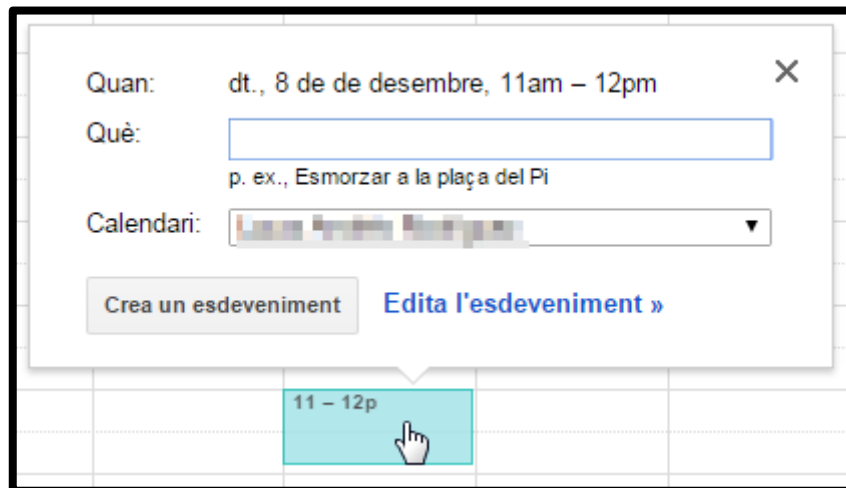 Quan: dt., 8 de de desembre, 11am – 12pm
Què:
p. ex., Esmorzar a la plaça del Pi
Calendari:
Crea un esdeveniment Edita l'esdeveniment »
11 – 12p